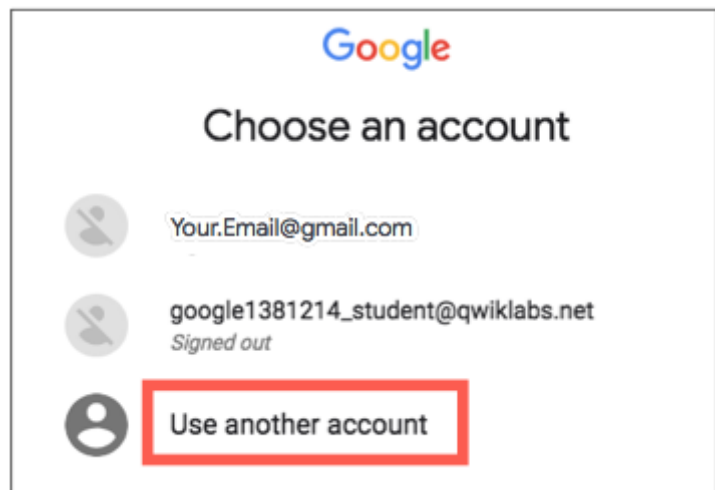 Google
Choose an account
Your.Email@gmail.com
google1381214_student@qwiklabs.net
Signed out
Use another account